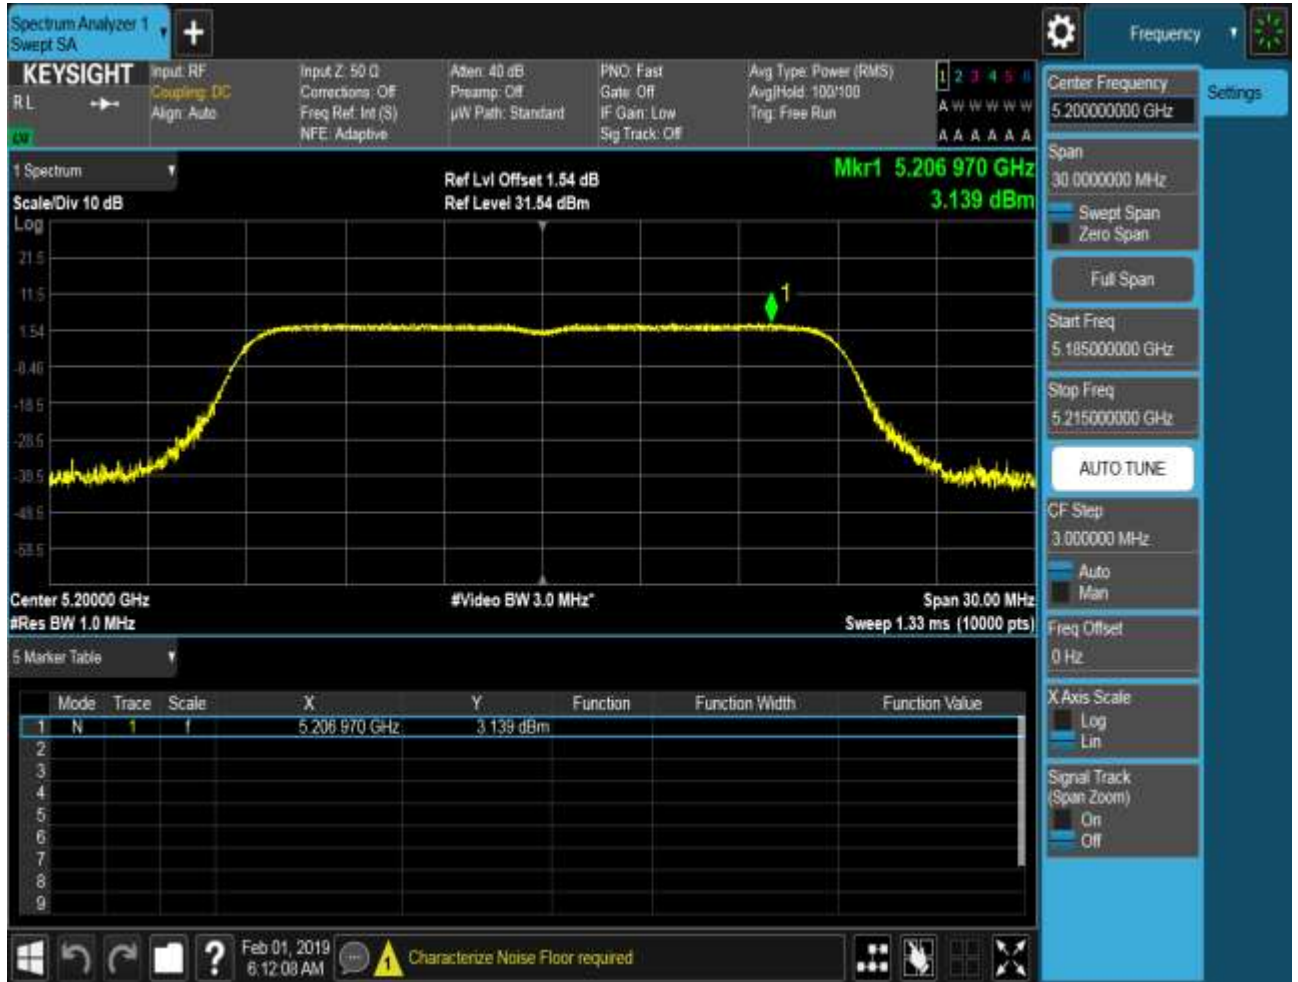 Spectrum Analyzer 1
Swept SA
Frequency
KEYSIGHT
R L
Input: RF
Coupling: DC
Align: Auto
Input Z: 50 Ω
Corrections: Off
Freq Ref: Int (S)
NFE: Adaptive
Atten: 40 dB
Preamp: Off
µW Path: Standard
PNO: Fast
Gate: Off
IF Gain: Low
Sig Track: Off
Avg Type: Power (RMS)
Avg|Hold: 100/100
Trig: Free Run
1 2 3 4 5 6
A W W W W W
A A A A A A
1 Spectrum
Scale/Div 10 dB
Ref Lvl Offset 1.54 dB
Ref Level 31.54 dBm
Mkr1 5.206 970 GHz
3.139 dBm
Log
21.5
11.5
1.54
-8.46
-18.5
-28.5
-38.5
-48.5
-58.5
1
Center 5.20000 GHz
#Res BW 1.0 MHz
#Video BW 3.0 MHz*
Span 30.00 MHz
Sweep 1.33 ms (10000 pts)
5 Marker Table
Mode Trace Scale X Y Function Function Width Function Value
1 N 1 f 5.206 970 GHz 3.139 dBm
2
3
4
5
6
7
8
9
Center Frequency
5.200000000 GHz
Settings
Span
30.0000000 MHz
Swept Span
Zero Span
Full Span
Start Freq
5.185000000 GHz
Stop Freq
5.215000000 GHz
AUTO TUNE
CF Step
3.000000 MHz
Auto
Man
Freq Offset
0 Hz
X Axis Scale
Log
Lin
Signal Track
(Span Zoom)
On
Off
?
Feb 01, 2019
6:12:08 AM
1
Characterize Noise Floor required